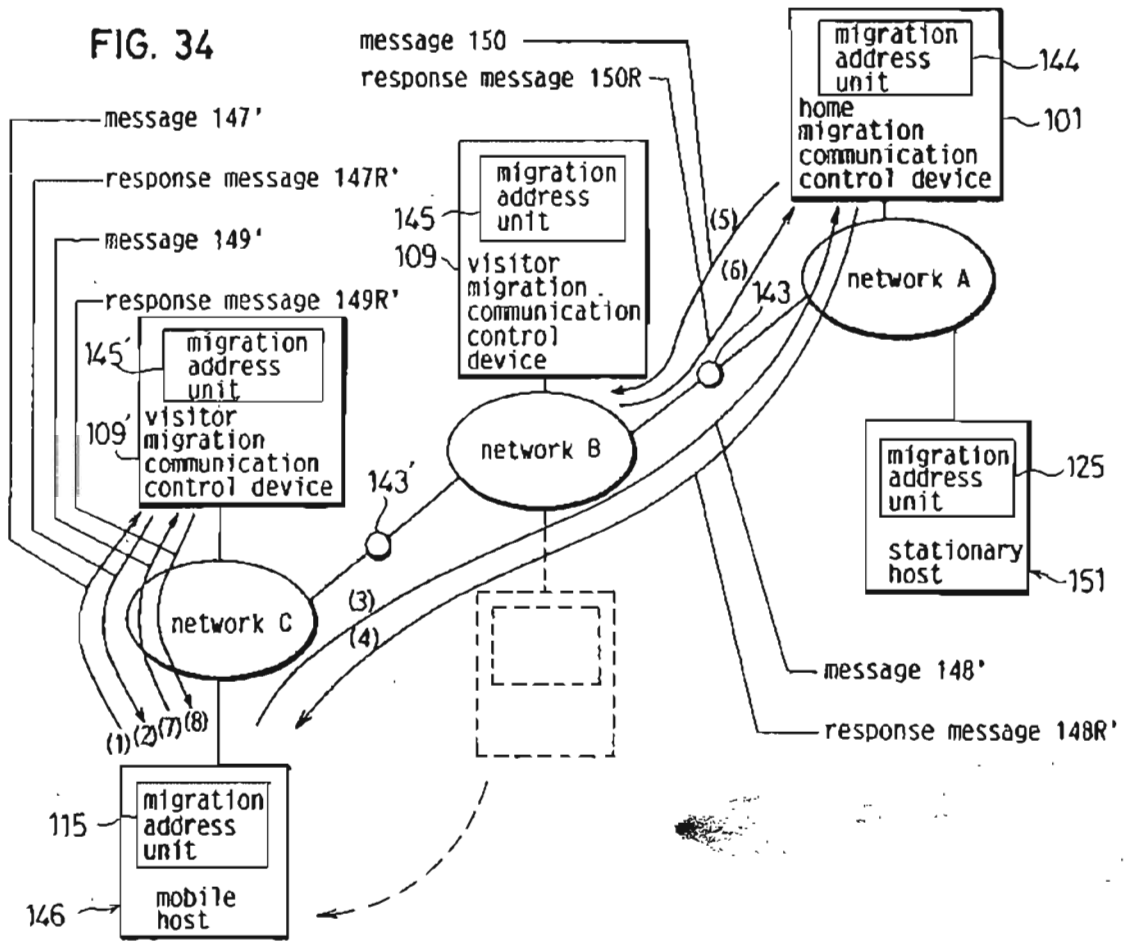 FIG. 34
message 150
response message 150R
migration
address
unit
144
home
migration
communication
control device
101
message 147'
response message 147R'
message 149'
response message 149R'
migration
address
unit
145
109
visitor
migration
communication
control
device
(5)
(6)
143
network A
migration
address
unit
145'
109'
visitor
migration
communication
control device
network B
143'
migration
address
unit
125
stationary
host
151
network C
(3)
(4)
(1)
(2)
(7)
(8)
message 148'
response message 148R'
migration
address
unit
115
mobile
host
146